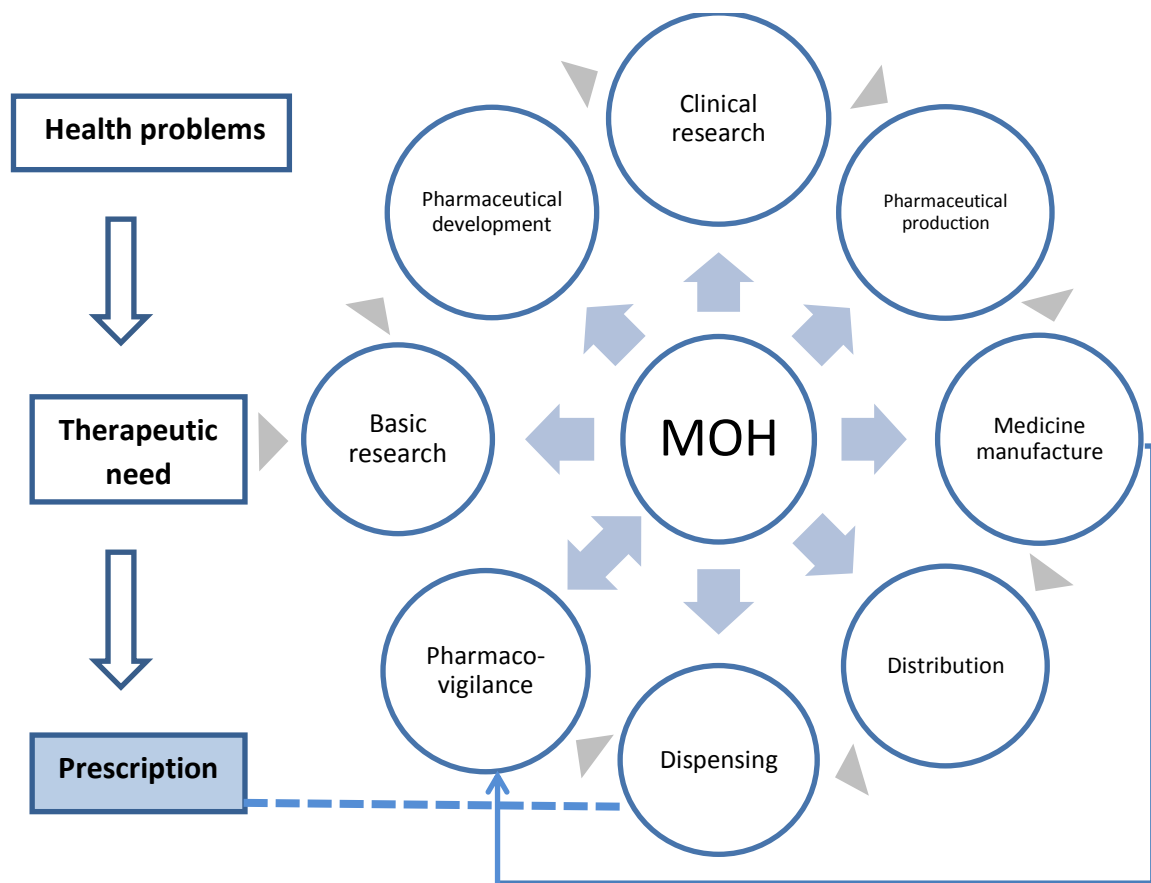 Health problems
Therapeutic
need
Prescription
Clinical
research
Pharmaceutical
development
Pharmaceutical
production
Basic
research
MOH
Medicine
manufacture
Pharmaco-
vigilance
Dispensing
Distribution